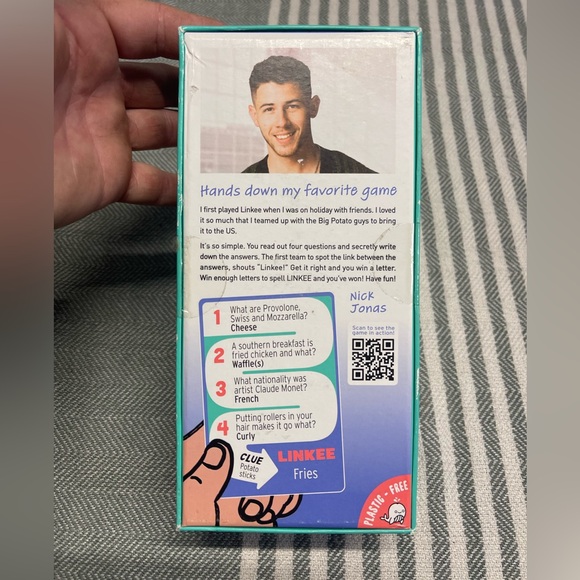 Hands down my favorite game
I first played Linkee when I was on holiday with friends. I loved
it so much that I teamed up with the Big Potato guys to bring
it to the US.
It's so simple. You read out four questions and secretly write
down the answers. The first team to spot the link between the
answers, shouts "Linkee!" Get it right and you win a letter.
Win enough letters to spell LINKEE and you've won! Have fun!
Nick
Jonas
Scan to see the
game in action!
1 What are Provolone,
Swiss and Mozzarella?
Cheese
2 A southern breakfast is
fried chicken and what?
Waffle(s)
3 What nationality was
artist Claude Monet?
French
4 Putting rollers in your
hair makes it go what?
Curly
CLUE
Potato
sticks
LINKEE
Fries
PLASTIC-FREE